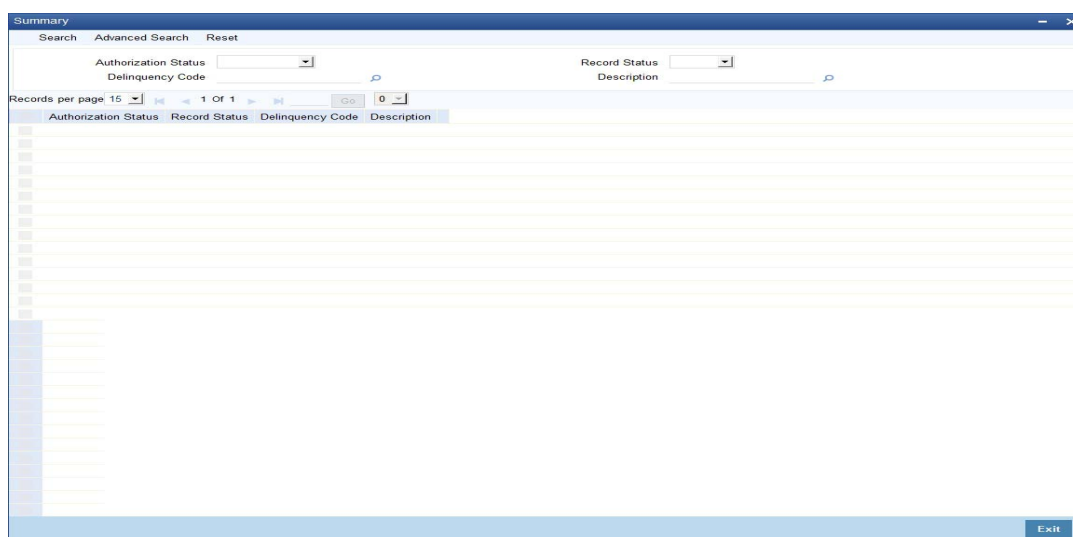 Summary
Search Advanced Search Reset
Authorization Status Record Status
Delinquency Code Description
Records per page 15 1 Of 1 Go 0
Authorization Status Record Status Delinquency Code Description
Exit